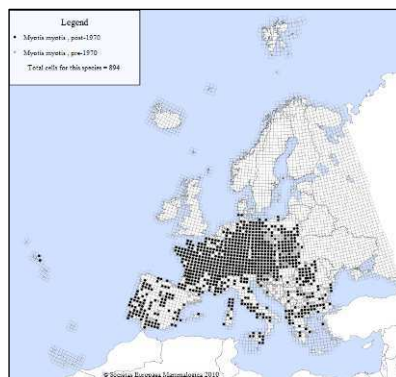 Legend
Myotis myotis , post-1970
Myotis myotis , pre-1970
Total cells for this species = 894
© Societas Europaea Mammalogica 2010